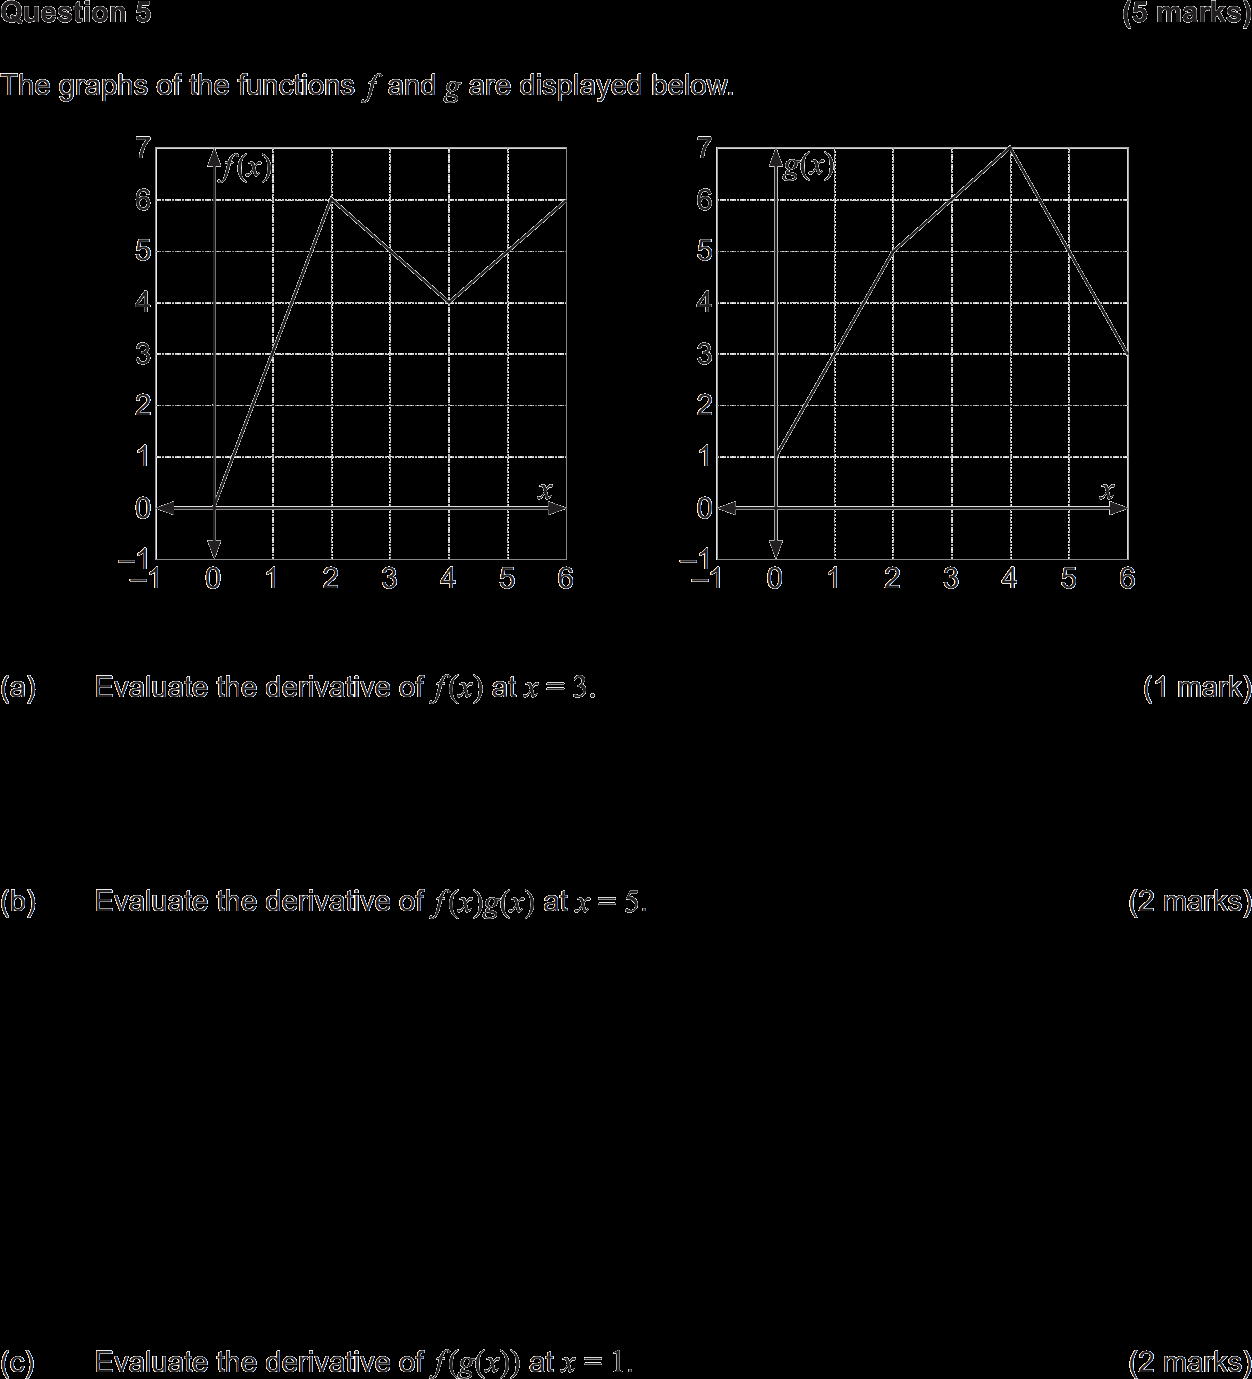 Question 5 (5 marks)
The graphs of the functions f and g are displayed below.
7 f(x) 7 g(x)
6 6
5 5
4 4
3 3
2 2
1 1
0 x 0 x
–1 –1
–1 0 1 2 3 4 5 6 –1 0 1 2 3 4 5 6
(a) Evaluate the derivative of f(x) at x = 3. (1 mark)
(b) Evaluate the derivative of f(x)g(x) at x = 5. (2 marks)
(c) Evaluate the derivative of f(g(x)) at x = 1. (2 marks)